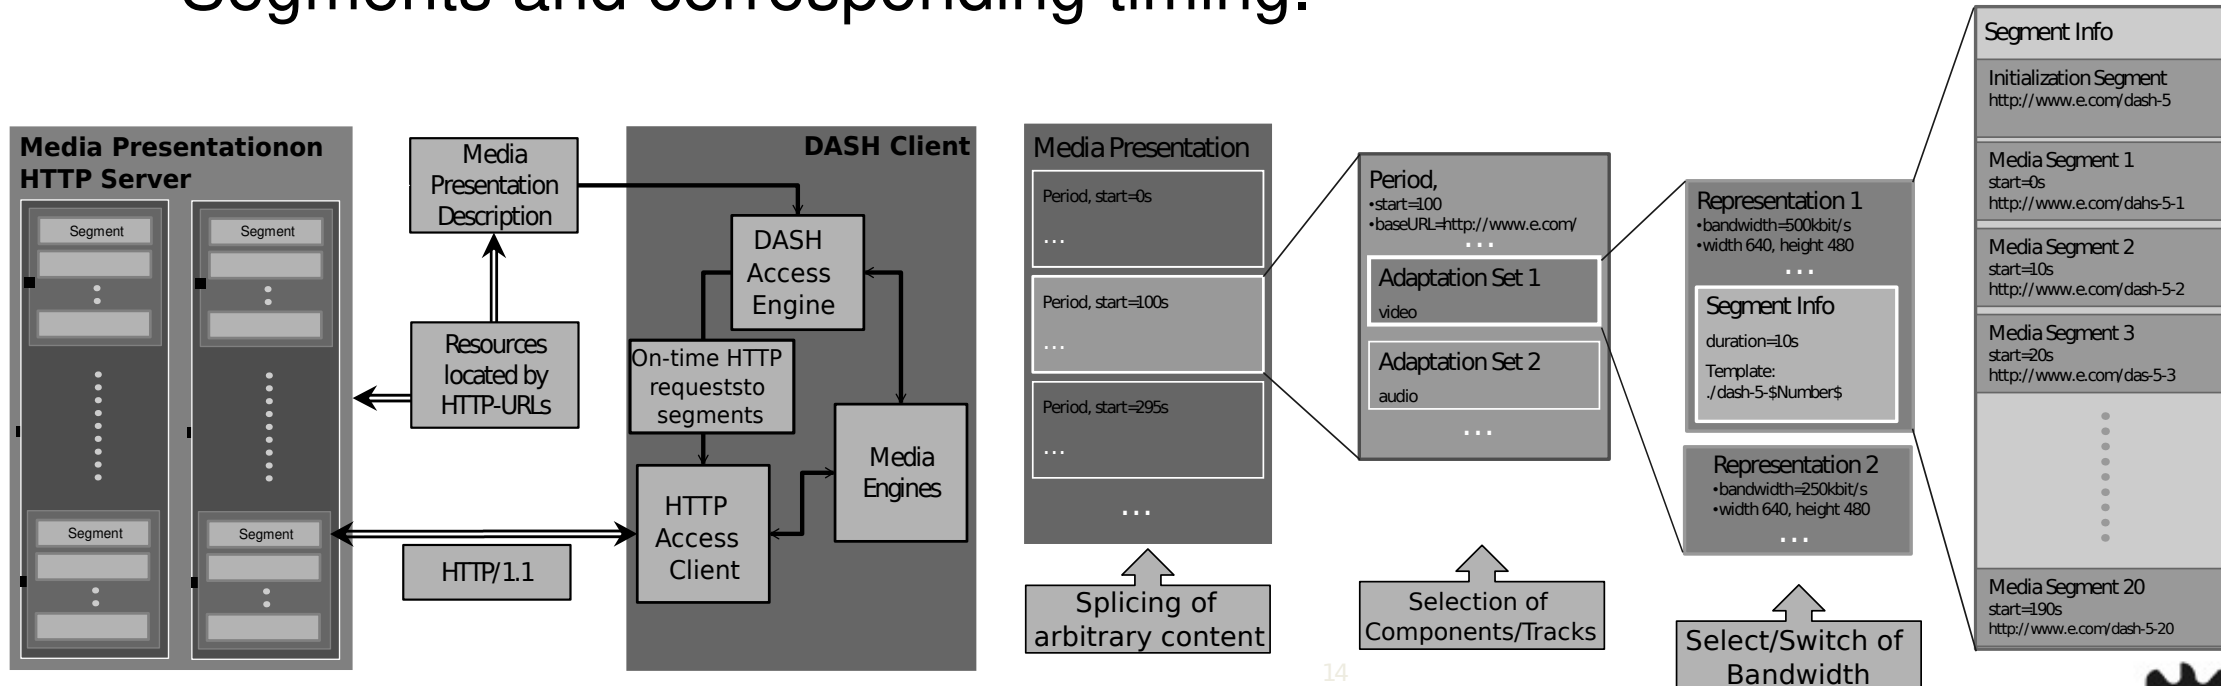 Segments and corresponding timing.
Media Presentationon
HTTP Server
Segment
Segment
Segment
Segment
Media
Presentation
Description
Resources
located by
HTTP-URLs
HTTP/1.1
DASH Client
DASH
Access
Engine
On-time HTTP
requeststo
segments
HTTP
Access
Client
Media
Engines
Media Presentation
Period, start=0s
...
Period, start=100s
...
Period, start=295s
...
...
Splicing of
arbitrary content
Period,
•start=100
•baseURL=http://www.e.com/
...
Adaptation Set 1
video
Adaptation Set 2
audio
...
Selection of
Components/Tracks
Representation 1
•bandwidth=500kbit/s
•width 640, height 480
...
Segment Info
duration=10s
Template:
./dash-5-$Number$
Representation 2
•bandwidth=250kbit/s
•width 640, height 480
...
Select/Switch of
Bandwidth
Segment Info
Initialization Segment
http://www.e.com/dash-5
Media Segment 1
start=0s
http://www.e.com/dahs-5-1
Media Segment 2
start=10s
http://www.e.com/dash-5-2
Media Segment 3
start=20s
http://www.e.com/das-5-3
Media Segment 20
start=190s
http://www.e.com/dash-5-20
14